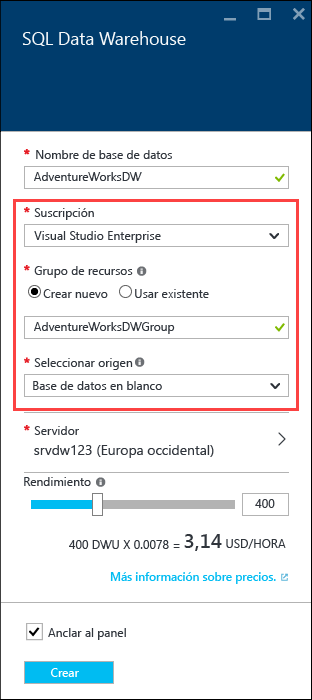 SQL Data Warehouse
* Nombre de base de datos
AdventureWorksDW
* Suscripción
Visual Studio Enterprise
* Grupo de recursos
Crear nuevo Usar existente
AdventureWorksDWGroup
* Seleccionar origen
Base de datos en blanco
* Servidor
srvdw123 (Europa occidental)
Rendimiento
400
400 DWU X 0.0078 = 3,14 USD/HORA
Más información sobre precios.
Anclar al panel
Crear